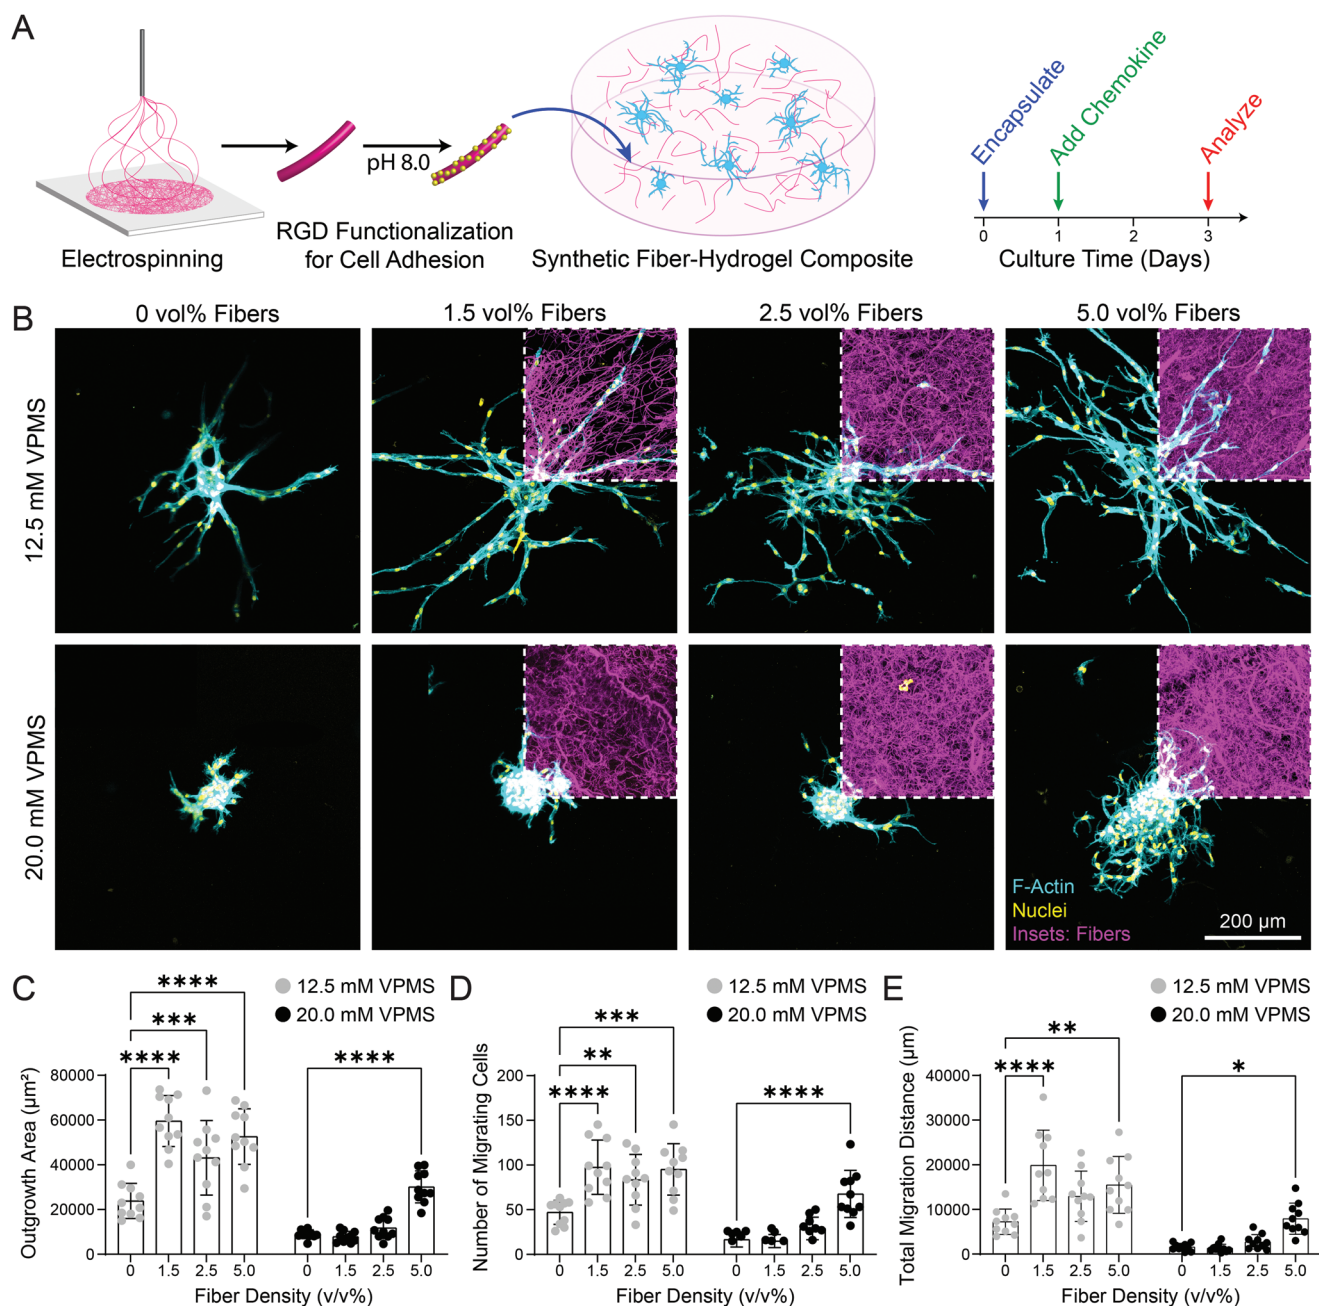 A
pH 8.0
Electrospinning
RGD Functionalization
for Cell Adhesion
Synthetic Fiber-Hydrogel Composite
Encapsulate
Add Chemokine
Analyze
0 1 2 3
Culture Time (Days)
B
0 vol% Fibers
1.5 vol% Fibers
2.5 vol% Fibers
5.0 vol% Fibers
12.5 mM VPMS
20.0 mM VPMS
F-Actin
Nuclei
Insets: Fibers
200 µm
C
12.5 mM VPMS
20.0 mM VPMS
****
***
****
****
Outgrowth Area (µm²)
80000
60000
40000
20000
0
0 1.5 2.5 5.0 0 1.5 2.5 5.0
Fiber Density (v/v%)
D
12.5 mM VPMS
20.0 mM VPMS
***
**
****
****
Number of Migrating Cells
200
150
100
50
0
0 1.5 2.5 5.0 0 1.5 2.5 5.0
Fiber Density (v/v%)
E
12.5 mM VPMS
20.0 mM VPMS
**
****
*
Total Migration Distance (µm)
40000
30000
20000
10000
0
0 1.5 2.5 5.0 0 1.5 2.5 5.0
Fiber Density (v/v%)